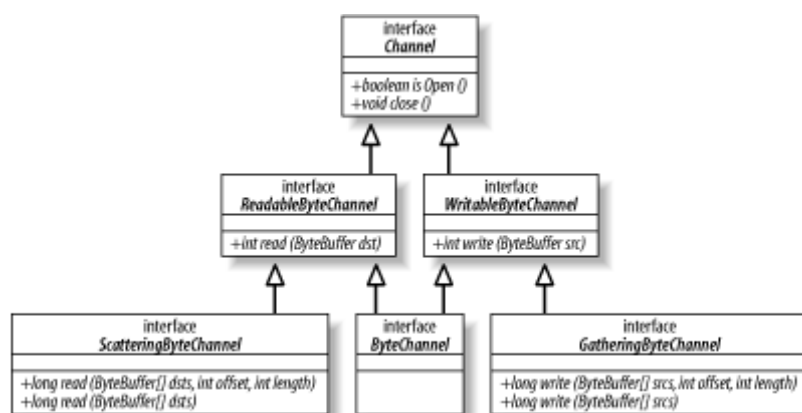 interface
Channel
+boolean is Open ()
+void close ()
interface
ReadableByteChannel
+int read (ByteBuffer dst)
interface
WritableByteChannel
+int write (ByteBuffer src)
interface
ScatteringByteChannel
+long read (ByteBuffer[] dsts, int offset, int length)
+long read (ByteBuffer[] dsts)
interface
ByteChannel
interface
GatheringByteChannel
+long write (ByteBuffer[] srcs, int offset, int length)
+long write (ByteBuffer[] srcs)